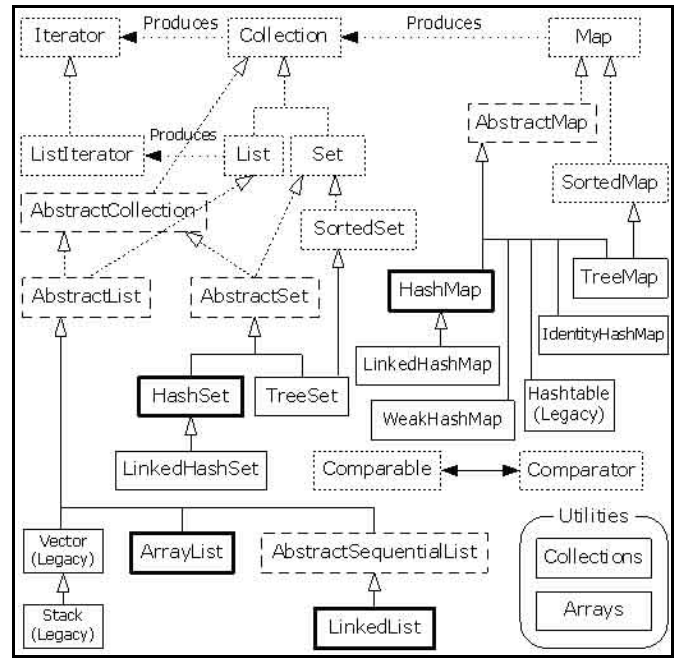 Iterator
Produces
Collection
Produces
Map
AbstractMap
ListIterator
Produces
List
Set
SortedMap
AbstractCollection
SortedSet
AbstractList
AbstractSet
HashMap
TreeMap
IdentityHashMap
LinkedHashMap
HashSet
TreeSet
WeakHashMap
Hashtable
(Legacy)
LinkedHashSet
Comparable
Comparator
Utilities
Vector
(Legacy)
ArrayList
AbstractSequentialList
Collections
Stack
(Legacy)
LinkedList
Arrays